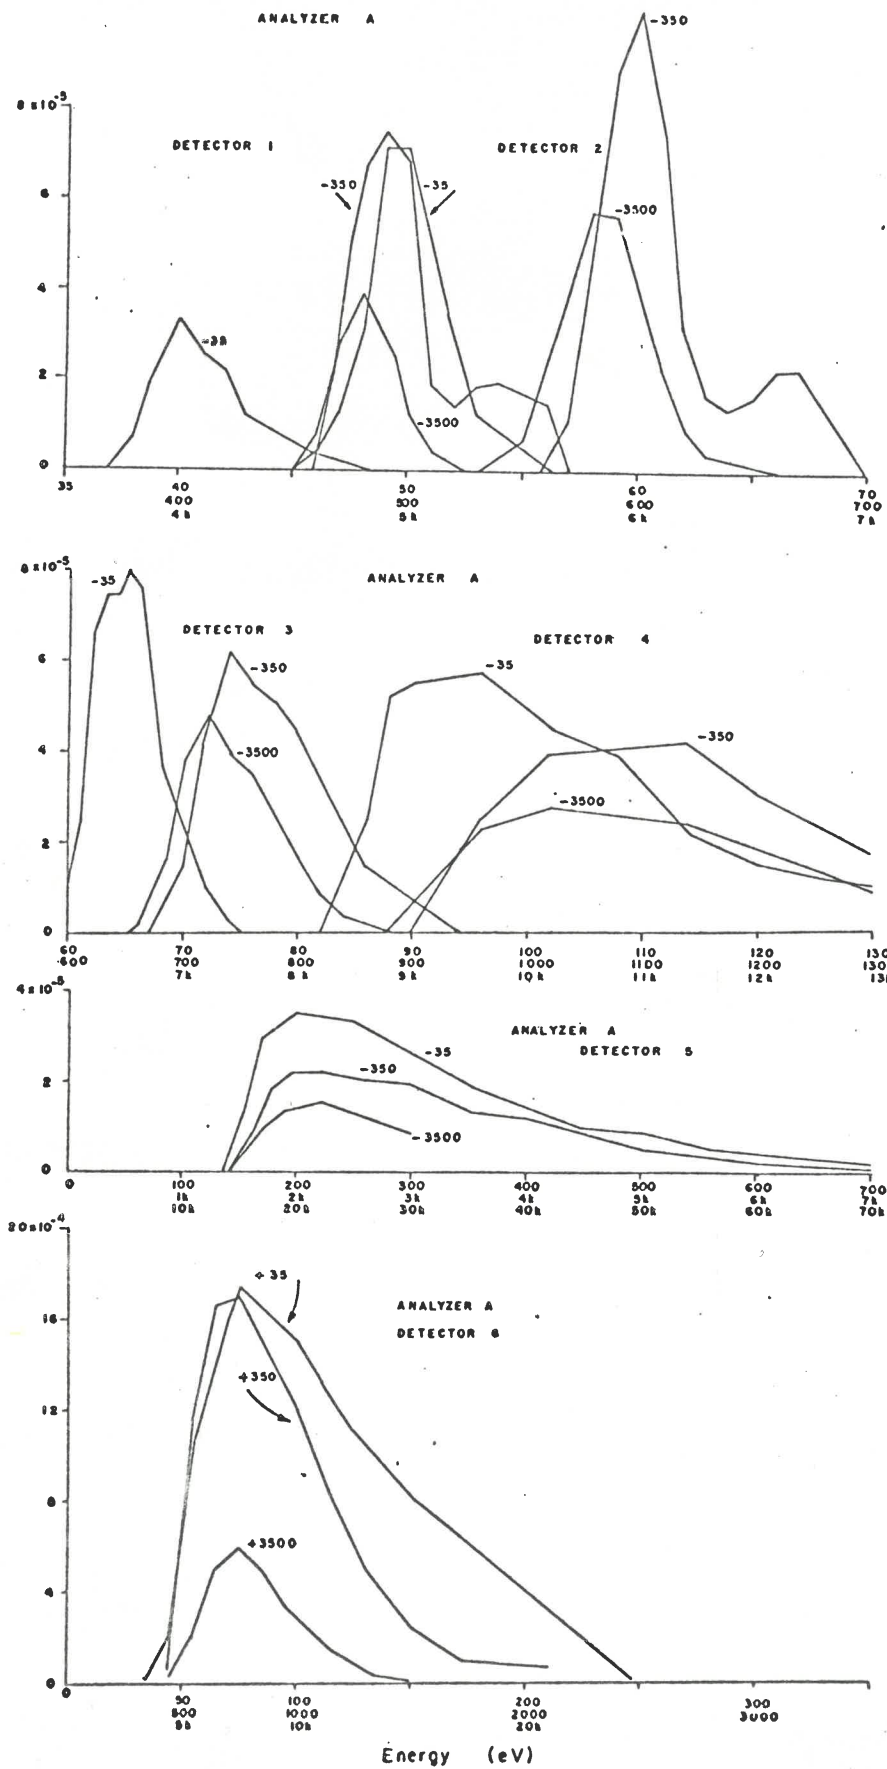 ANALYZER A
-350
8x10-5
DETECTOR 1
DETECTOR 2
-350
-35
6
-3500
4
-35
2
-3500
0
35 40 50 60 70
400 500 600 700
4k 5k 6k 7k
8x10-5
-35
ANALYZER A
DETECTOR 3
DETECTOR 4
6
-350
-35
-350
-3500
4
-3500
2
0
60 70 80 90 100 110 120 130
600 700 800 900 1000 1100 1200
7k 8k 9k 10k 11k 12k
4x10-5
ANALYZER A
-35
DETECTOR 5
2
-350
-3500
0
0 100 200 300 400 500 600 700
1k 2k 3k 4k 5k 6k 7k
10k 20k 30k 40k 50k 60k 70k
20x10-4
+35
16
ANALYZER A
DETECTOR 6
+350
12
8
+3500
4
0
0 50 100 200 300
500 1000 2000 3000
5k 10k 20k
Energy (eV)